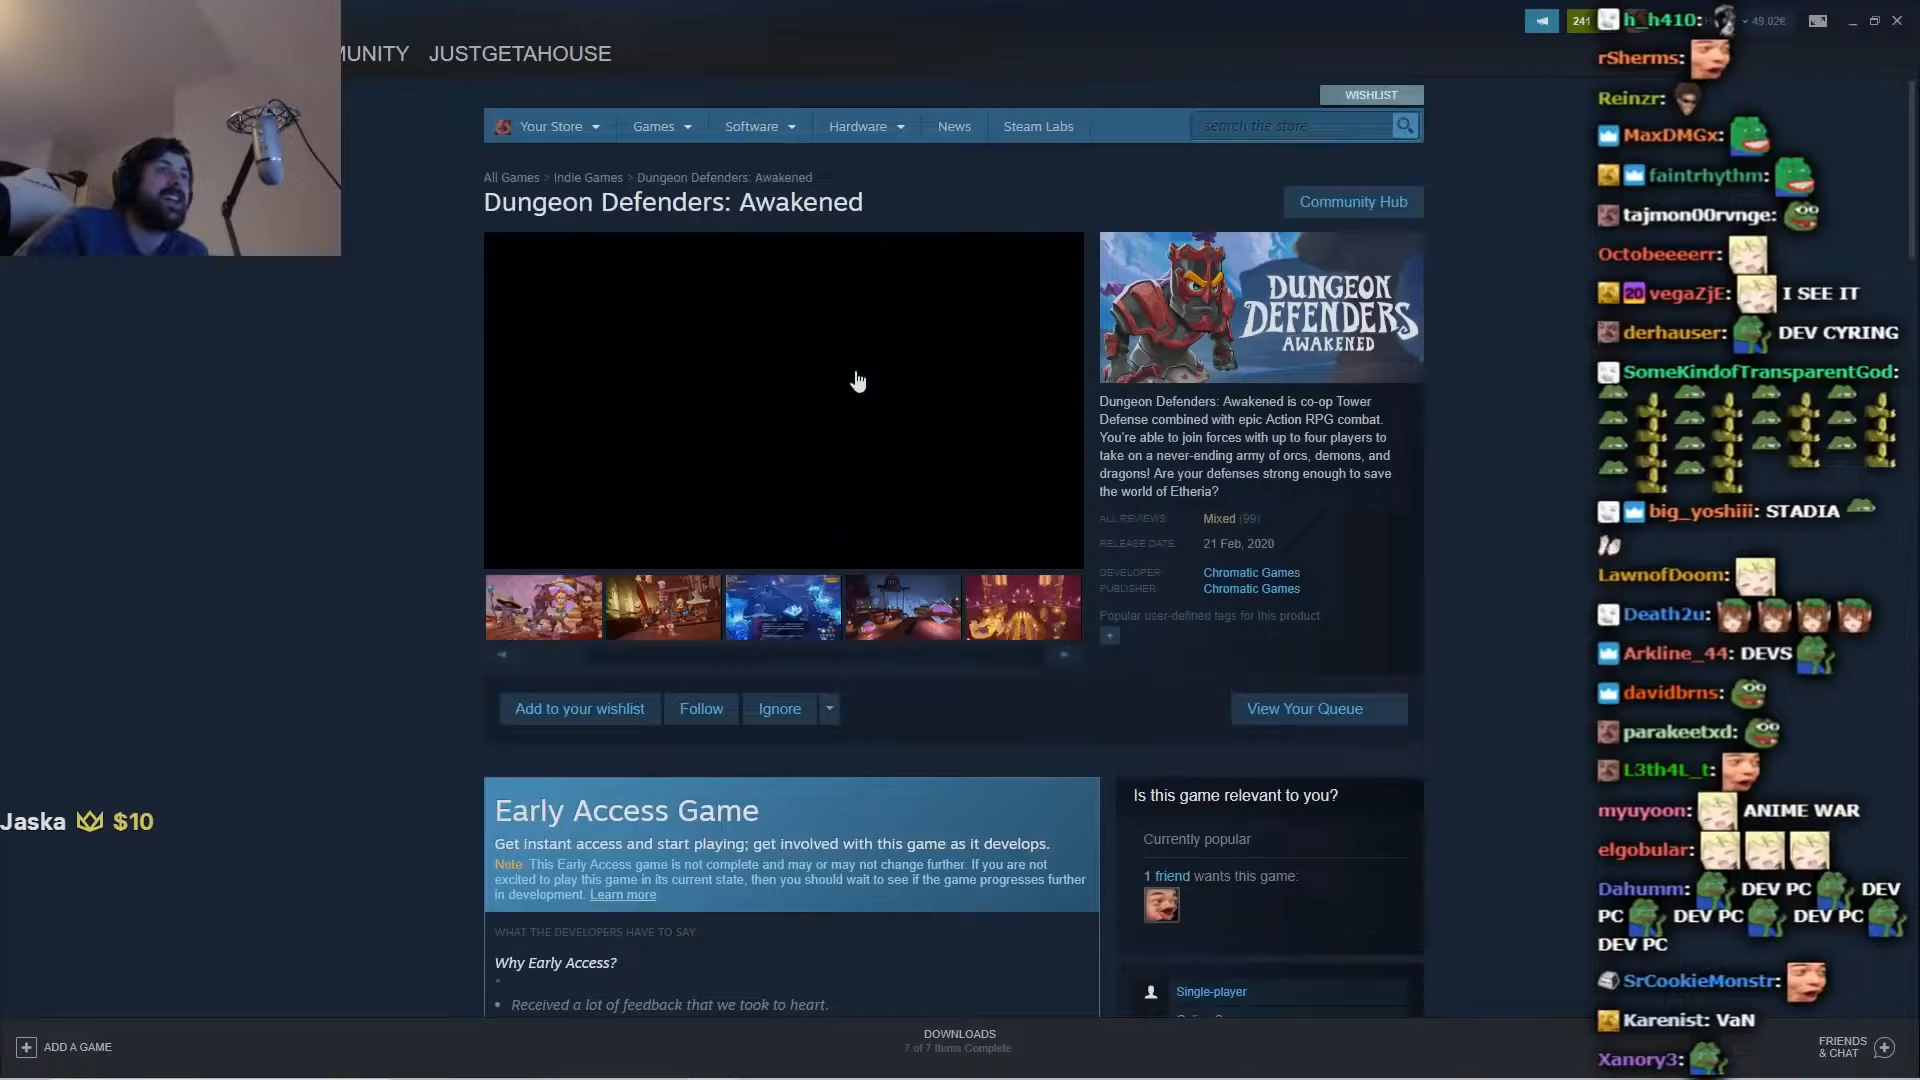 MUNITY JUSTGETAHOUSE
241
49.02€
WISHLIST
Your Store Games Software Hardware News Steam Labs search the store
All Games > Indie Games > Dungeon Defenders: Awakened
Dungeon Defenders: Awakened
Community Hub
DUNGEON
DEFENDERS
AWAKENED
Dungeon Defenders: Awakened is co-op Tower
Defense combined with epic Action RPG combat.
You're able to join forces with up to four players to
take on a never-ending army of orcs, demons, and
dragons! Are your defenses strong enough to save
the world of Etheria?
ALL REVIEWS: Mixed (99)
RELEASE DATE: 21 Feb, 2020
DEVELOPER: Chromatic Games
PUBLISHER: Chromatic Games
Popular user-defined tags for this product:
+
Add to your wishlist Follow Ignore
View Your Queue
Early Access Game
Get instant access and start playing; get involved with this game as it develops.
Note: This Early Access game is not complete and may or may not change further. If you are not
excited to play this game in its current state, then you should wait to see if the game progresses further
in development. Learn more
WHAT THE DEVELOPERS HAVE TO SAY:
Why Early Access?
"
• Received a lot of feedback that we took to heart.
Is this game relevant to you?
Currently popular
1 friend wants this game:
Single-player
Jaska $10
ADD A GAME
DOWNLOADS
7 of 7 Items Complete
FRIENDS
& CHAT
h_h410:
rSherms:
Reinzr:
MaxDMGx:
faintrhythm:
tajmon00rvnge:
Octobeeeerr:
20 vegaZjE: I SEE IT
derhauser: DEV CYRING
SomeKindofTransparentGod:
big_yoshiii: STADIA
LawnofDoom:
Death2u:
Arkline_44: DEVS
davidbrns:
parakeetxd:
L3th4L_t:
myuyoon: ANIME WAR
elgobular:
Dahumm: DEV PC DEV
PC DEV PC DEV PC
DEV PC
SrCookieMonstr:
Karenist: VaN
Xanory3: